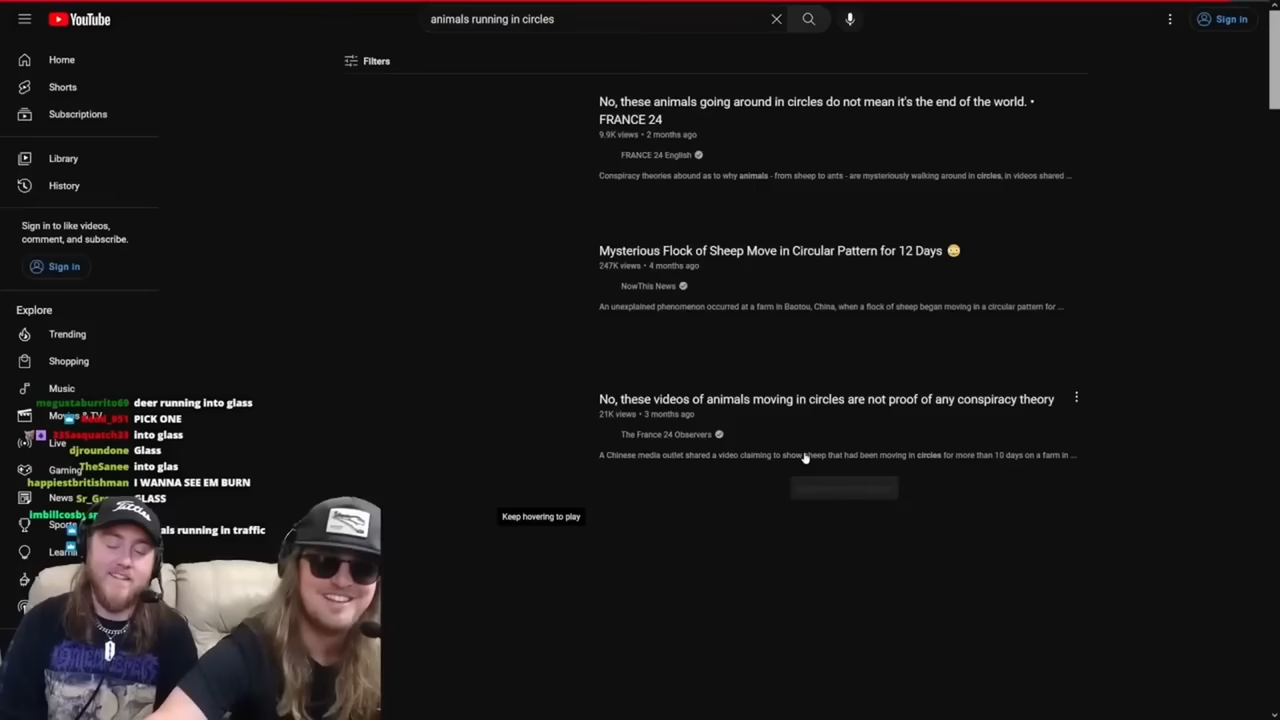 YouTube
animals running in circles
Sign in
Home
Shorts
Subscriptions
Library
History
Sign in to like videos,
comment, and subscribe.
Sign in
Explore
Trending
Shopping
Music
Movies & TV
Live
Gaming
News
Filters
No, these animals going around in circles do not mean it's the end of the world. •
FRANCE 24
9.9K views • 2 months ago
FRANCE 24 English
Conspiracy theories abound as to why animals - from sheep to ants - are mysteriously walking around in circles, in videos shared ...
Mysterious Flock of Sheep Move in Circular Pattern for 12 Days
247K views • 4 months ago
NowThis News
An unexplained phenomenon occurred at a farm in Baotou, China, when a flock of sheep began moving in a circular pattern for ...
No, these videos of animals moving in circles are not proof of any conspiracy theory
21K views • 3 months ago
The France 24 Observers
A Chinese media outlet shared a video claiming to show sheep that had been moving in circles for more than 10 days on a farm in ...
Keep hovering to play
megustaburrito69 deer running into glass
PICK ONE
33Sasquatch33 into glass
djroundone Glass
TheSanee into glas
happiestbritishman I WANNA SEE EM BURN
GLASS
running in traffic